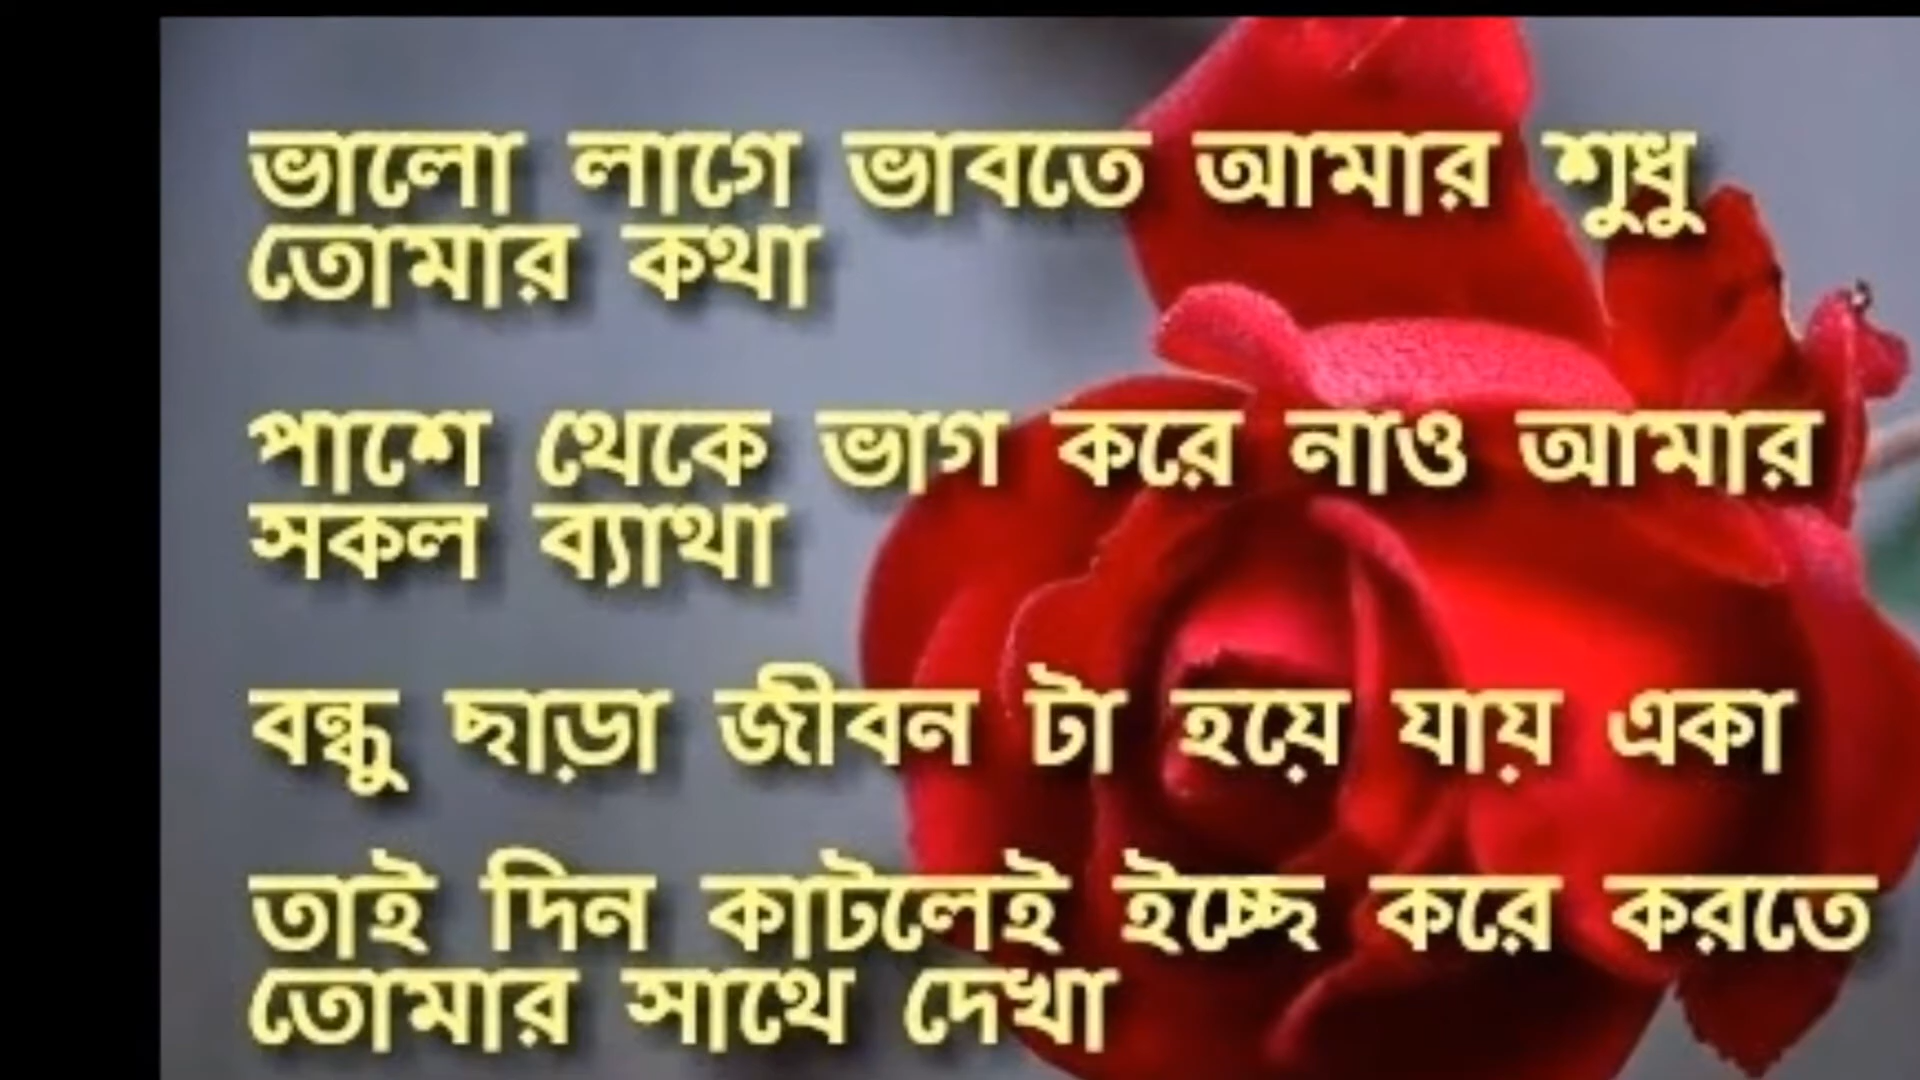 ভালো লাগে ভাবতে আমার শুধু
তোমার কথা
পাশে থেকে ভাগ করে নাও আমার
সকল ব্যাথা
বন্ধু ছাড়া জীবন টা হয়ে যায় একা
তাই দিন কাটলেই ইচ্ছে করে করতে
তোমার সাথে দেখা